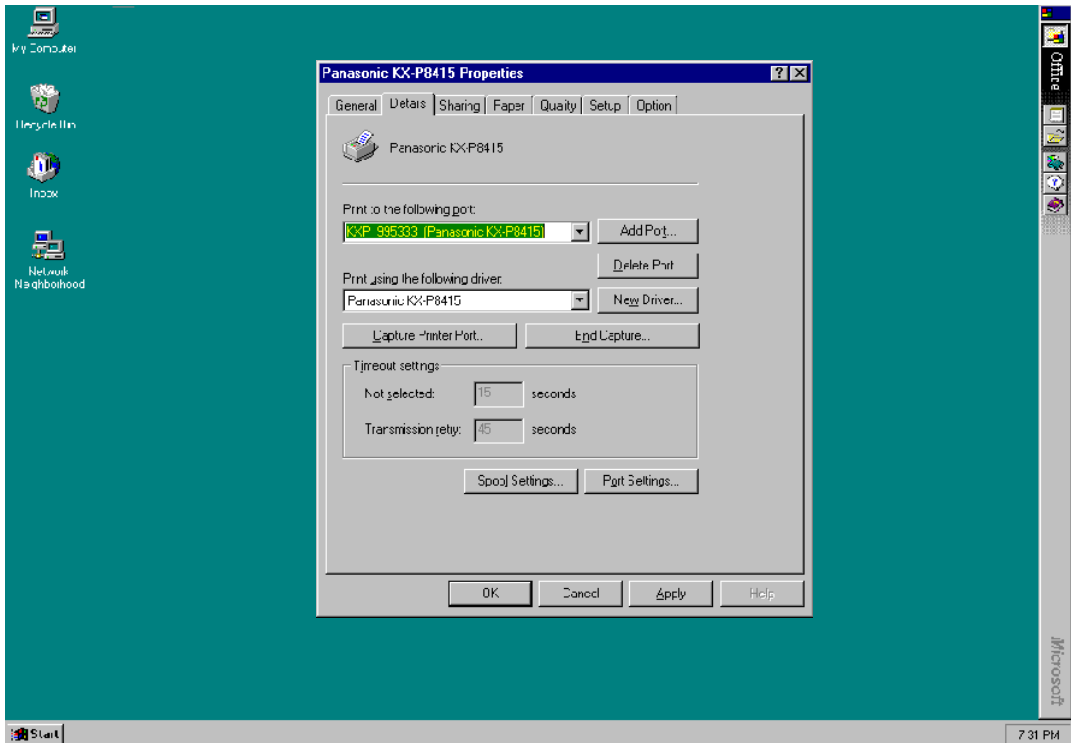 My Computer
Recycle Bin
Inbox
Network
Neighborhood
Panasonic KX-P8415 Properties
General Details Sharing Paper Quality Setup Option
Panasonic KX-P8415
Print to the following port:
KXP_995333 (Panasonic KX-P8415)
Add Port...
Delete Port
Print using the following driver:
Panasonic KX-P8415
New Driver...
Capture Printer Port...
End Capture...
Timeout settings
Not selected: 15 seconds
Transmission retry: 45 seconds
Spool Settings... Port Settings...
OK Cancel Apply Help
Office
Microsoft
Start
7:31 PM